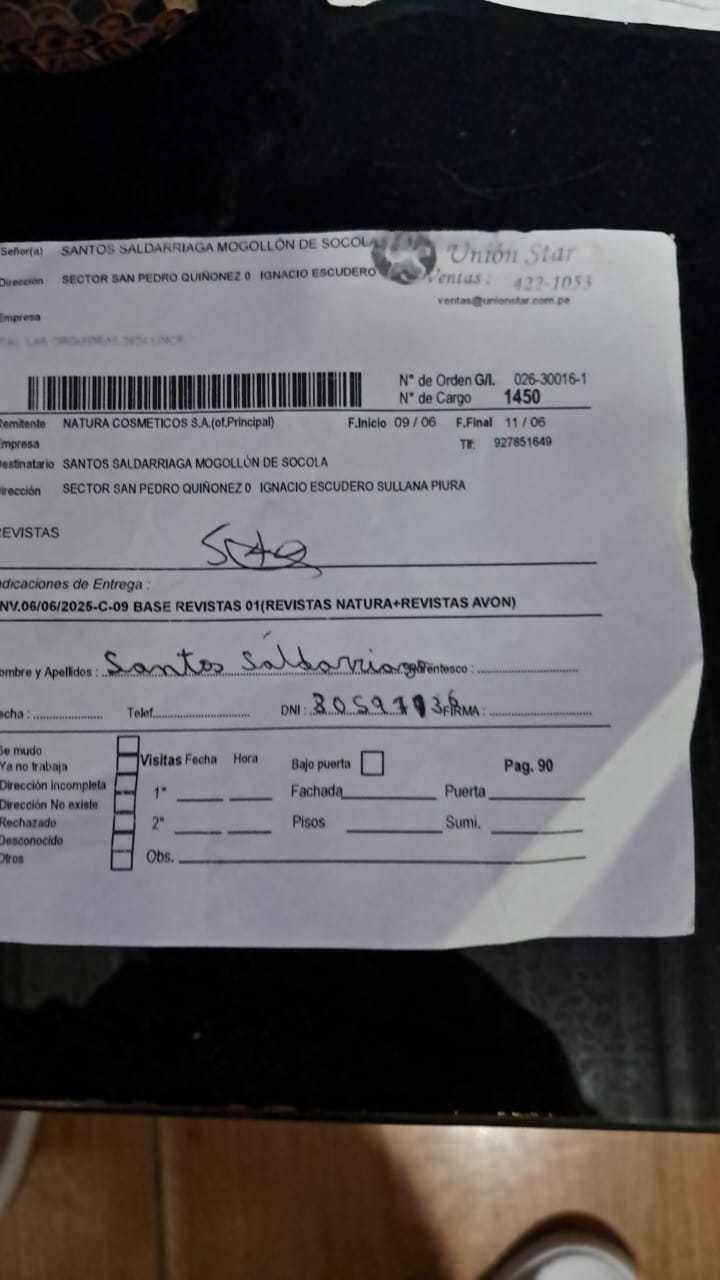 Señor(a) SANTOS SALDARRIAGA MOGOLLÓN DE SOCOLA
Unión Star
Dirección SECTOR SAN PEDRO QUIÑONEZ 0 IGNACIO ESCUDERO
Ventas: 422-1053
ventas@unionstar.com.pe
Empresa
N° de Orden G/I. 026-30016-1
N° de Cargo 1450
Remitente NATURA COSMETICOS S.A.(of.Principal) F.Inicio 09 / 06 F.Final 11 / 06
mpresa Tlf: 927851649
Destinatario SANTOS SALDARRIAGA MOGOLLÓN DE SOCOLA
irección SECTOR SAN PEDRO QUIÑONEZ 0 IGNACIO ESCUDERO SULLANA PIURA
REVISTAS
ndicaciones de Entrega :
NV.06/06/2025-C-09 BASE REVISTAS 01(REVISTAS NATURA+REVISTAS AVON)
ombre y Apellidos : Santos Saldarriaga Parentesco :
echa : Telef. DNI : FIRMA :
Se mudo
Ya no trabaja
Dirección incompleta
Dirección No existe
Rechazado
Desconocido
Otros
Visitas Fecha Hora Bajo puerta Pag. 90
1° Fachada Puerta
2° Pisos Sumi.
Obs.